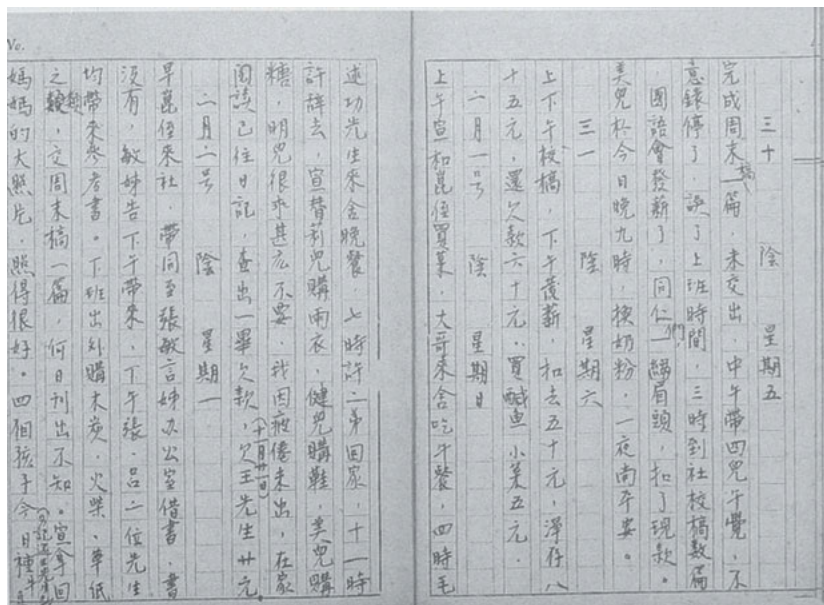 三十　陰　星期五
完成周末稿一篇，未交出，中午帶四兒午覺，不
意錶停了，誤了上班時間，三時到社校稿數篇
，國語會發薪了，同仁們一縐眉頭，扣了現款。
美兒於今日晚九時，換奶粉，一夜尚平安。
三一　陰　星期六
上下午校稿，下午發薪，扣去五十元，淨存八
十五元，還欠款六十元，買鹹魚小菜五元．
二月一号　陰　星期日
上午宣和崑侄買菜，大哥來舍吃午餐，四時毛
述功先生來舍晚餐，七時許二弟回家，十一時
許辞去，宣替莉兒購雨衣，健兒購鞋，美兒購
糖，明兒很乖甚広不要，我因疲倦未出，在家
閱讀已往日記，查出一畢欠款，(十一月廿一日)欠王先生廿元。
二月二号　陰　星期一
早崑侄來社，帶同至張敏言姊办公室借書，書
沒有，敏姊告下午帶來，下午張、呂二位先生
均帶來參考書。下班出外購木炭、火柴、草紙
之類，交周末稿一篇，何日刊出不知。宣拿回
媽媽的大照片，照得很好。四個孩子今日種牛